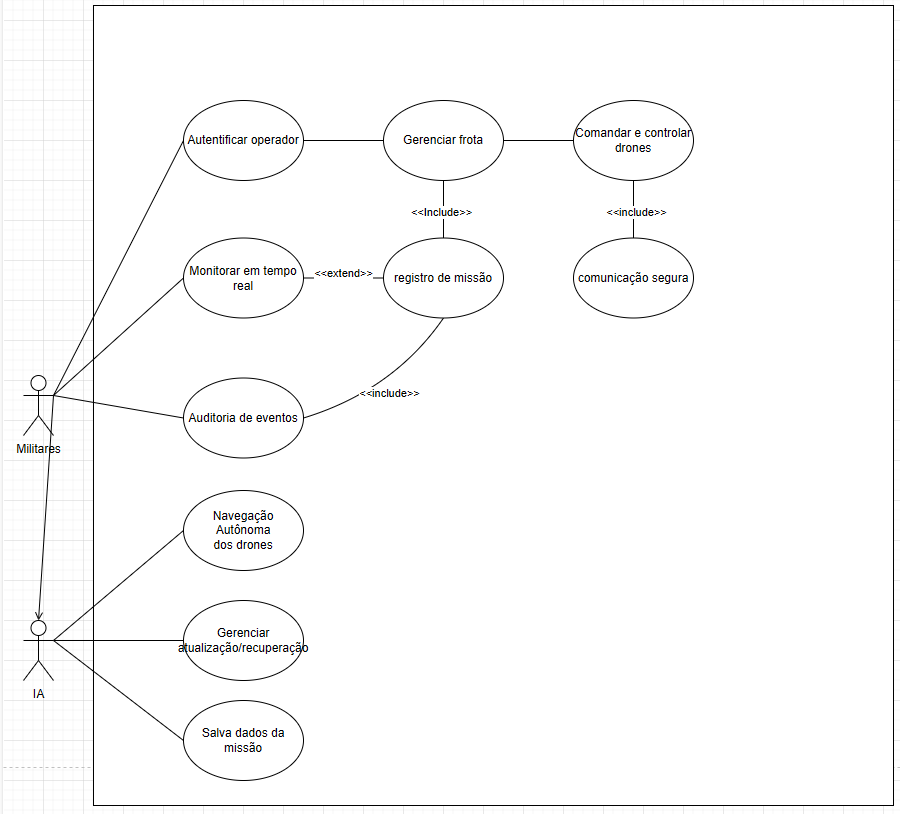 Autentificar operador
Gerenciar frota
Comandar e controlar
drones
<<Include>>
<<include>>
Monitorar em tempo
real
<<extend>>
registro de missão
comunicação segura
<<include>>
Auditoria de eventos
Militares
Navegação
Autônoma
dos drones
Gerenciar
atualização/recuperação
IA
Salva dados da
missão